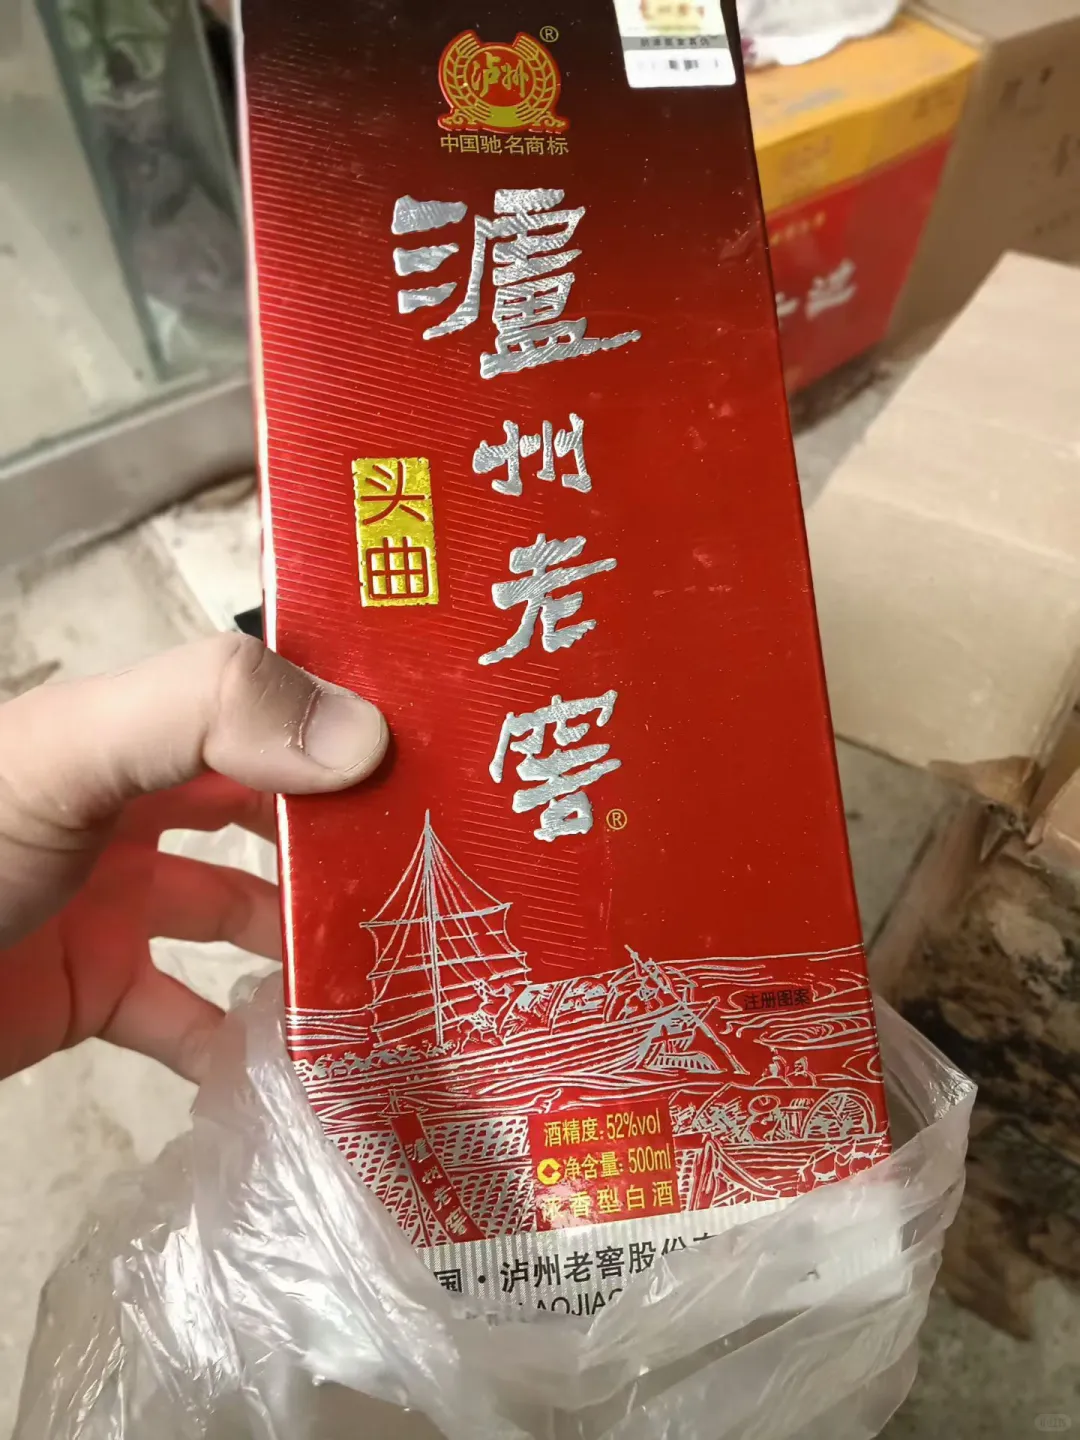 泸州
®
中国驰名商标
瀘州老窖
®
头曲
注册图案
酒精度:52%vol
净含量:500ml
浓香型白酒
国·泸州老窖股份
LAOJIAO